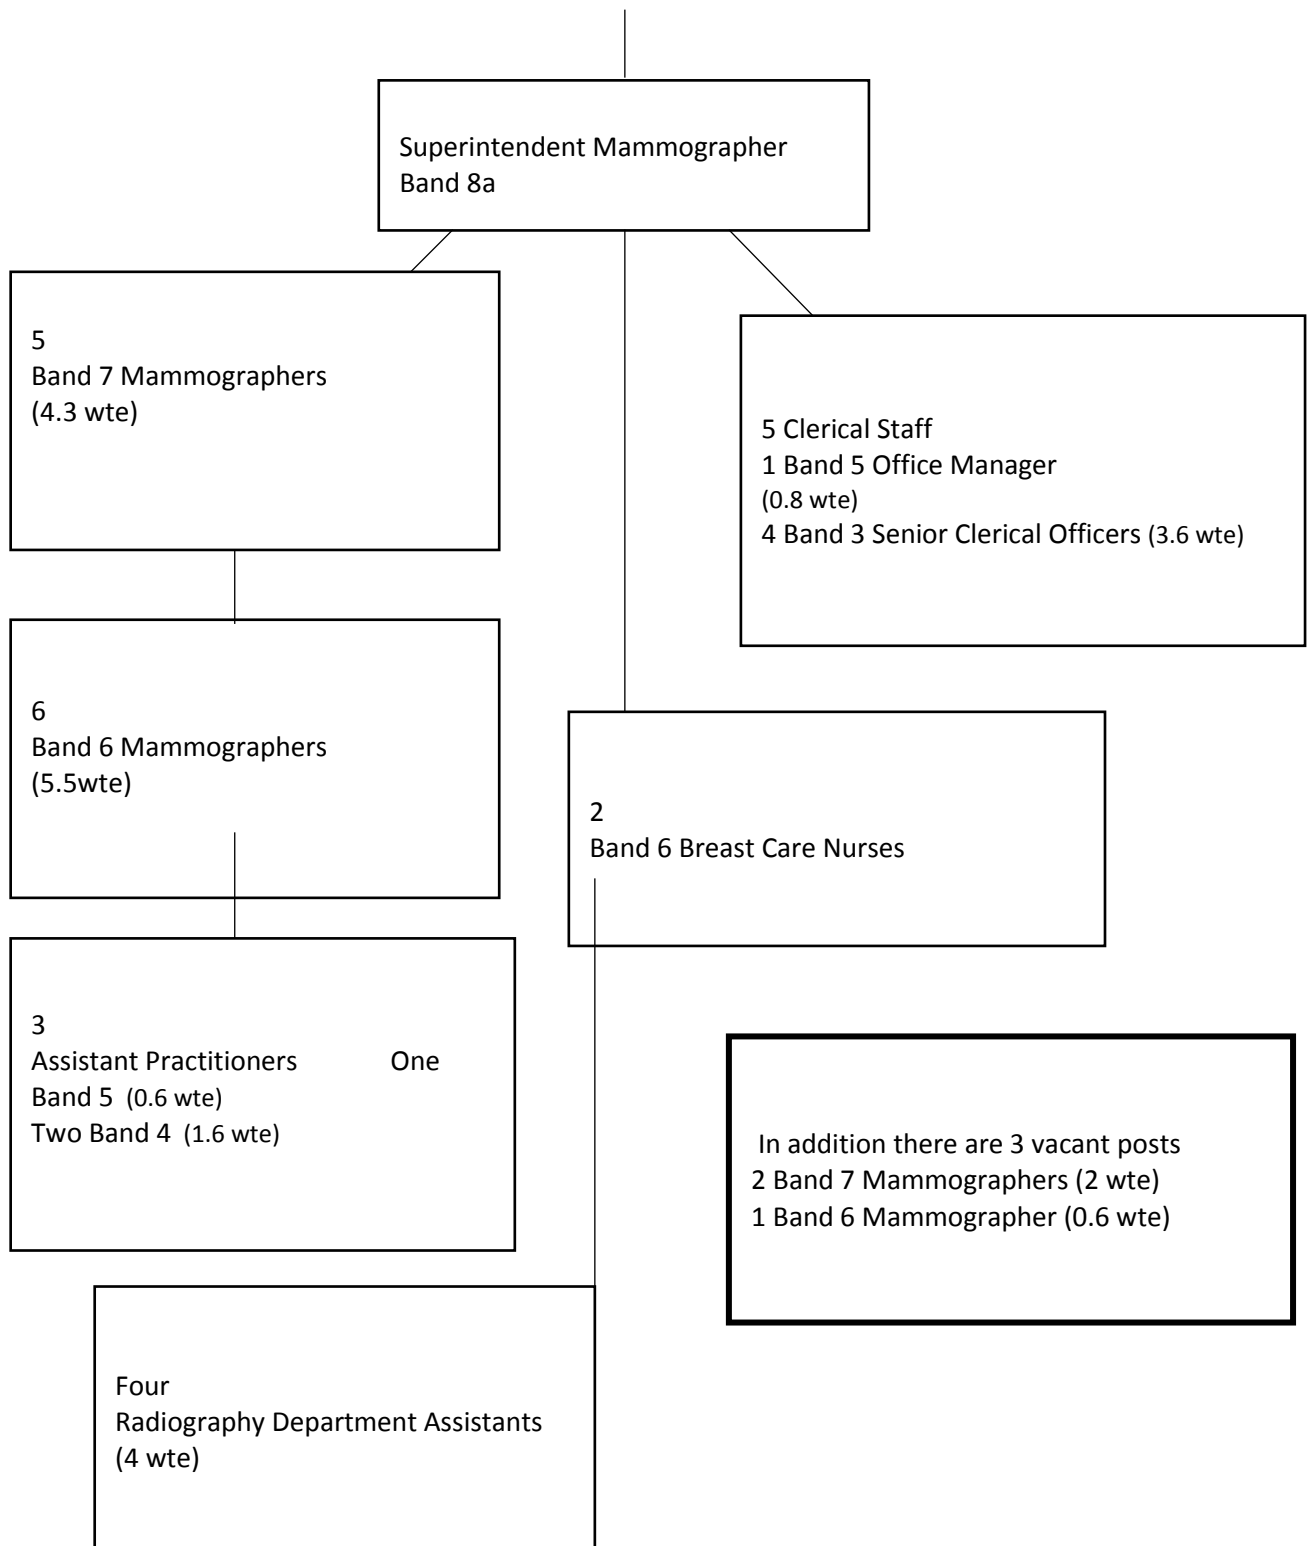 Superintendent Mammographer
Band 8a
5
Band 7 Mammographers
(4.3 wte)
5 Clerical Staff
1 Band 5 Office Manager
(0.8 wte)
4 Band 3 Senior Clerical Officers (3.6 wte)
6
Band 6 Mammographers
(5.5wte)
2
Band 6 Breast Care Nurses
3
Assistant Practitioners One
Band 5 (0.6 wte)
Two Band 4 (1.6 wte)
In addition there are 3 vacant posts
2 Band 7 Mammographers (2 wte)
1 Band 6 Mammographer (0.6 wte)
Four
Radiography Department Assistants
(4 wte)